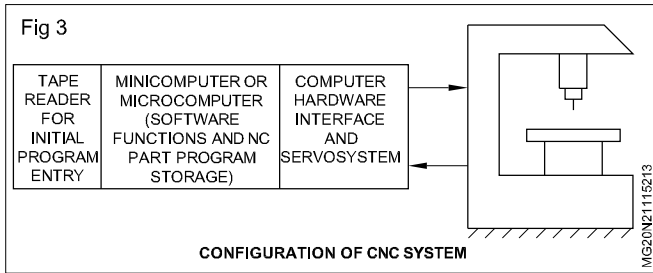 Fig 3
TAPE
READER
FOR
INITIAL
PROGRAM
ENTRY
MINICOMPUTER OR
MICROCOMPUTER
(SOFTWARE
FUNCTIONS AND NC
PART PROGRAM
STORAGE)
COMPUTER
HARDWARE
INTERFACE
AND
SERVOSYSTEM
CONFIGURATION OF CNC SYSTEM
MG20N21115213